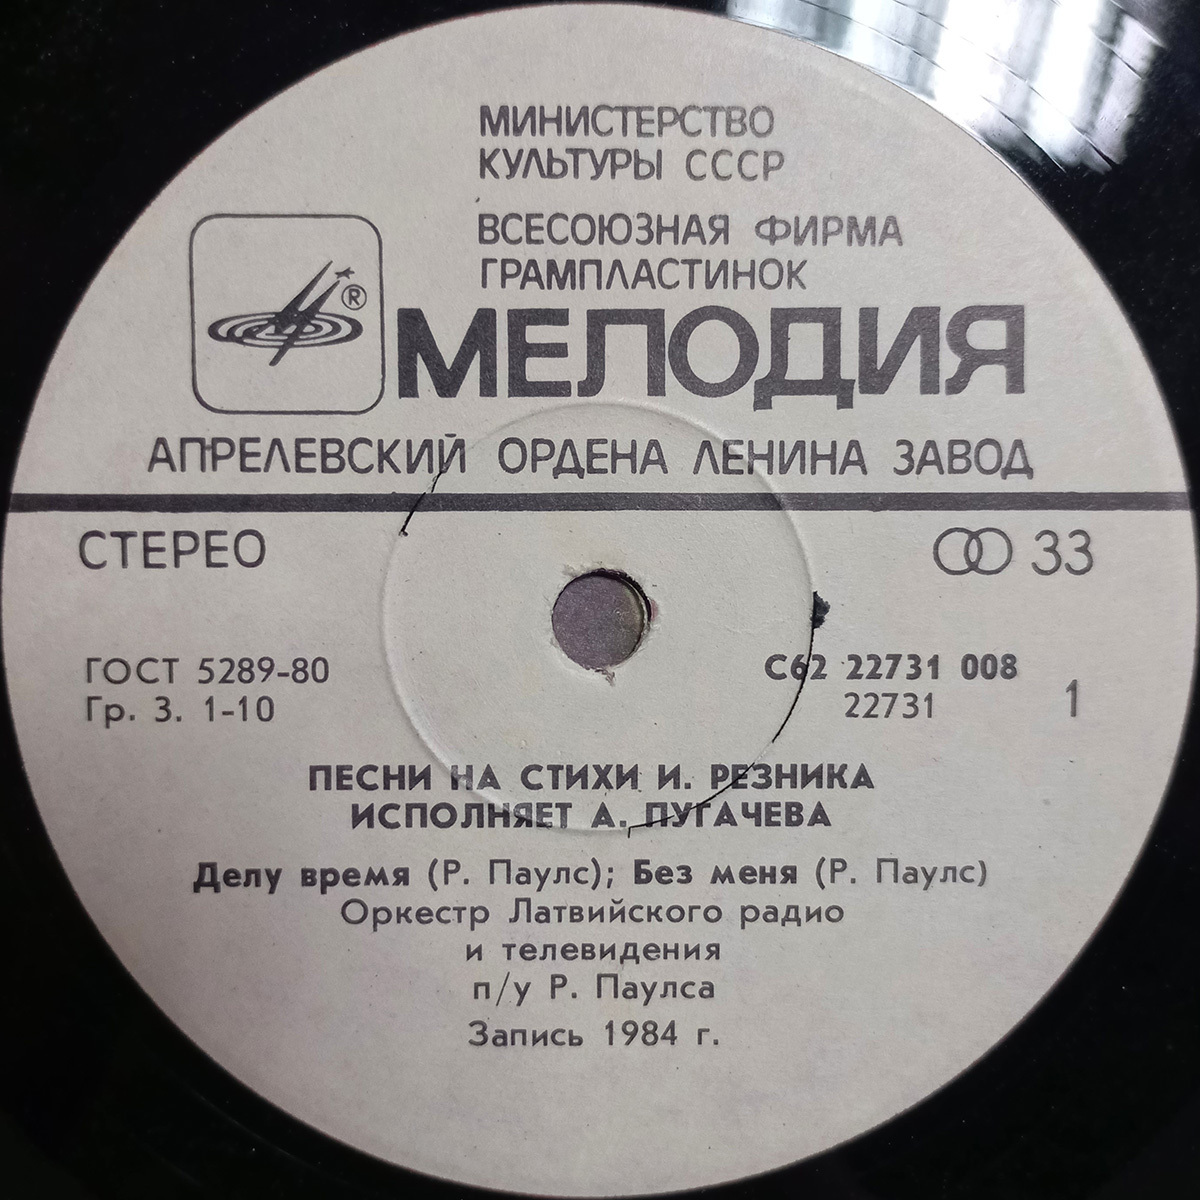 МИНИСТЕРСТВО
КУЛЬТУРЫ СССР
ВСЕСОЮЗНАЯ ФИРМА
ГРАМПЛАСТИНОК
®
МЕЛОДИЯ
АПРЕЛЕВСКИЙ ОРДЕНА ЛЕНИНА ЗАВОД
СТЕРЕО
33
ГОСТ 5289-80
Гр. 3. 1-10
С62 22731 008
22731
1
ПЕСНИ НА СТИХИ И. РЕЗНИКА
ИСПОЛНЯЕТ А. ПУГАЧЕВА
Делу время (Р. Паулс); Без меня (Р. Паулс)
Оркестр Латвийского радио
и телевидения
п/у Р. Паулса
Запись 1984 г.